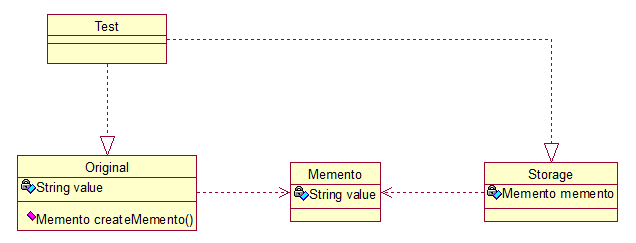 Test
Original
String value
Memento createMemento()
Memento
String value
Storage
Memento memento